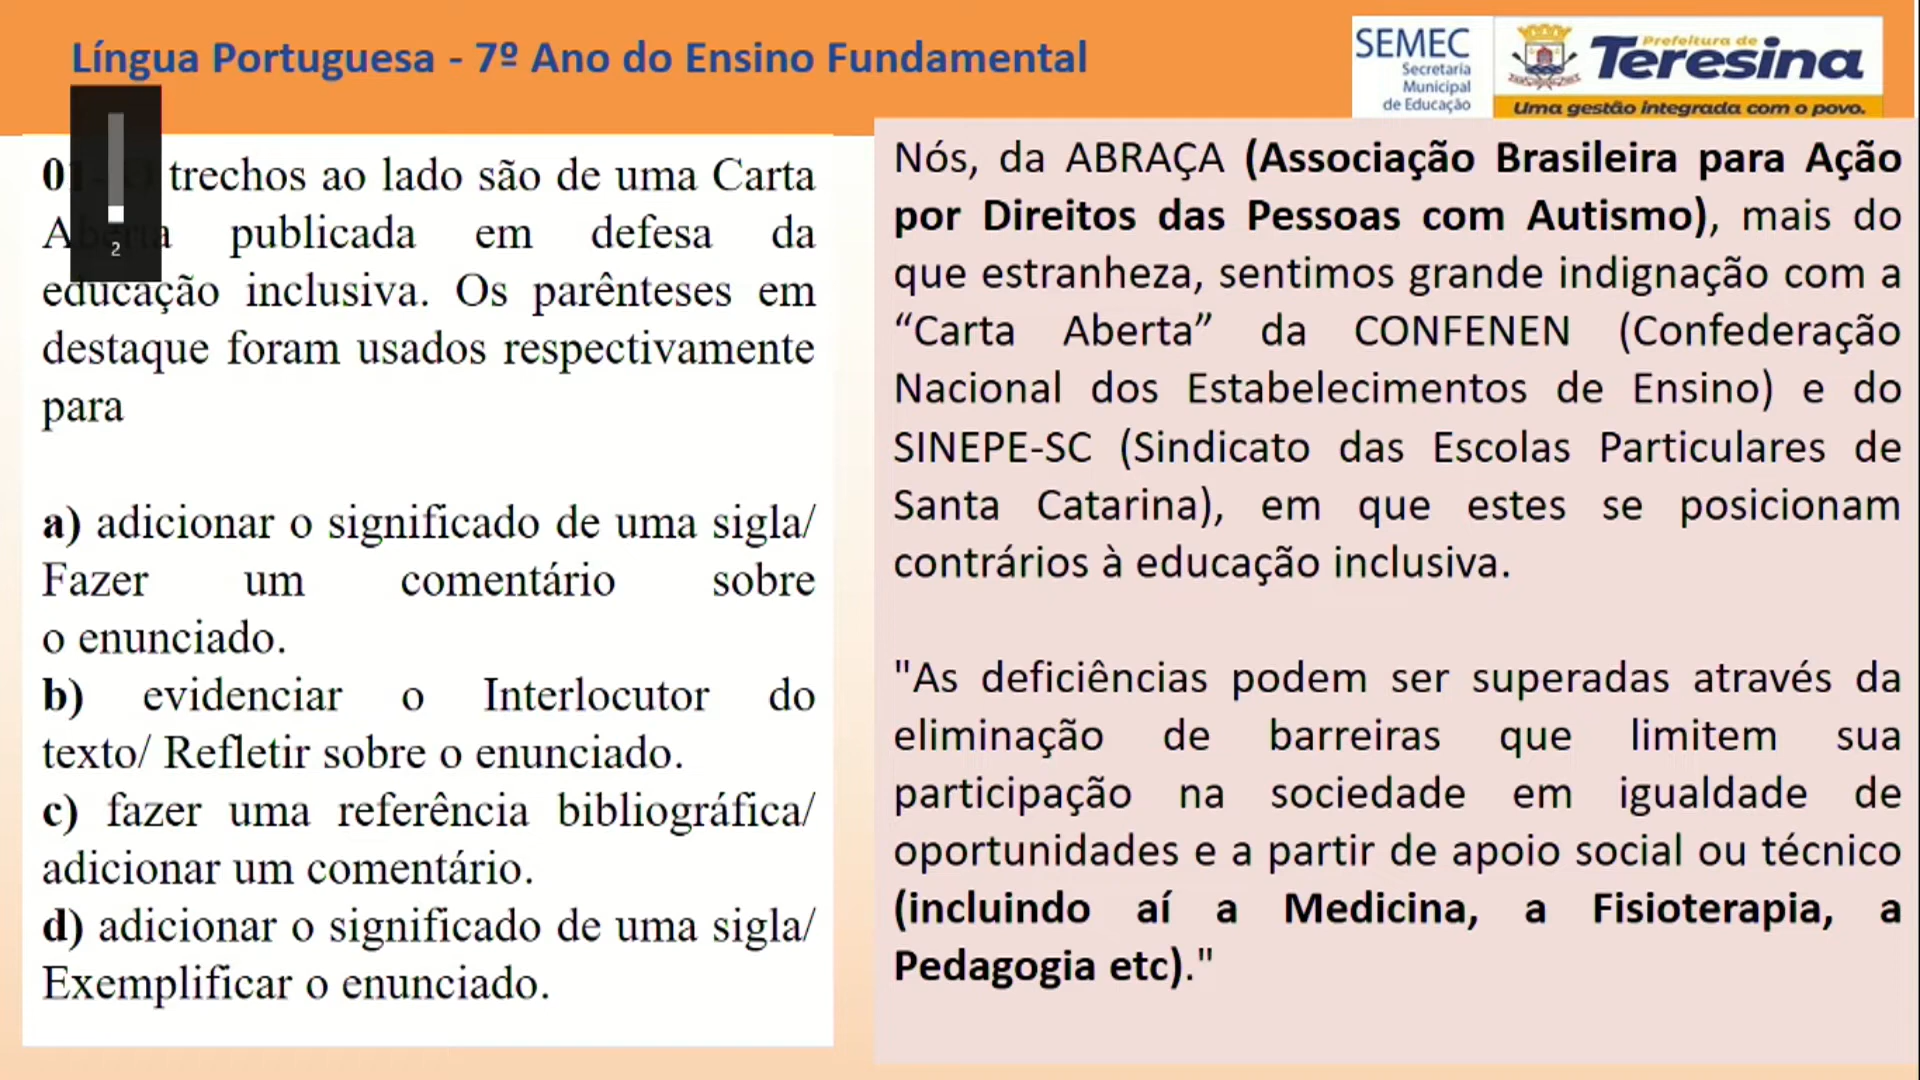 Língua Portuguesa - 7º Ano do Ensino Fundamental
SEMEC
Secretaria
Municipal
de Educação
Prefeitura de
Teresina
Uma gestão integrada com o povo.
2
01- trechos ao lado são de uma Carta
Aberta publicada em defesa da
educação inclusiva. Os parênteses em
destaque foram usados respectivamente
para
a) adicionar o significado de uma sigla/
Fazer um comentário sobre
o enunciado.
b) evidenciar o Interlocutor do
texto/ Refletir sobre o enunciado.
c) fazer uma referência bibliográfica/
adicionar um comentário.
d) adicionar o significado de uma sigla/
Exemplificar o enunciado.
Nós, da ABRAÇA (Associação Brasileira para Ação
por Direitos das Pessoas com Autismo), mais do
que estranheza, sentimos grande indignação com a
“Carta Aberta” da CONFENEN (Confederação
Nacional dos Estabelecimentos de Ensino) e do
SINEPE-SC (Sindicato das Escolas Particulares de
Santa Catarina), em que estes se posicionam
contrários à educação inclusiva.
"As deficiências podem ser superadas através da
eliminação de barreiras que limitem sua
participação na sociedade em igualdade de
oportunidades e a partir de apoio social ou técnico
(incluindo aí a Medicina, a Fisioterapia, a
Pedagogia etc)."